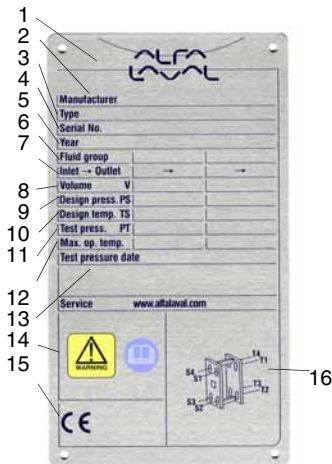 1
2
3
4
5
6
7
8
9
10
11
12
13
14
15
16
ALFA
LAVAL
Manufacturer
Type
Serial No.
Year
Fluid group
Inlet → Outlet → →
Volume V
Design press. PS
Design temp. TS
Test press. PT
Max. op. temp.
Test pressure date
Service www.alfalaval.com
WARNING
CE
S4
S1
S3
S2
T4
T1
T3
T2